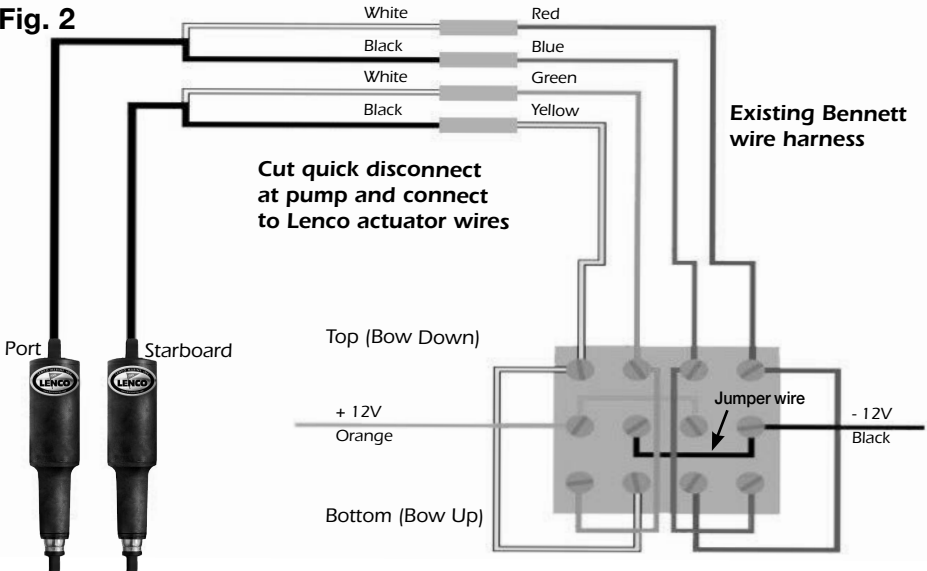 Fig. 2
White
Red
Black
Blue
White
Green
Black
Yellow
Existing Bennett
wire harness
Cut quick disconnect
at pump and connect
to Lenco actuator wires
Top (Bow Down)
Port
Starboard
LENCO
LENCO
Jumper wire
+ 12V
Orange
- 12V
Black
Bottom (Bow Up)